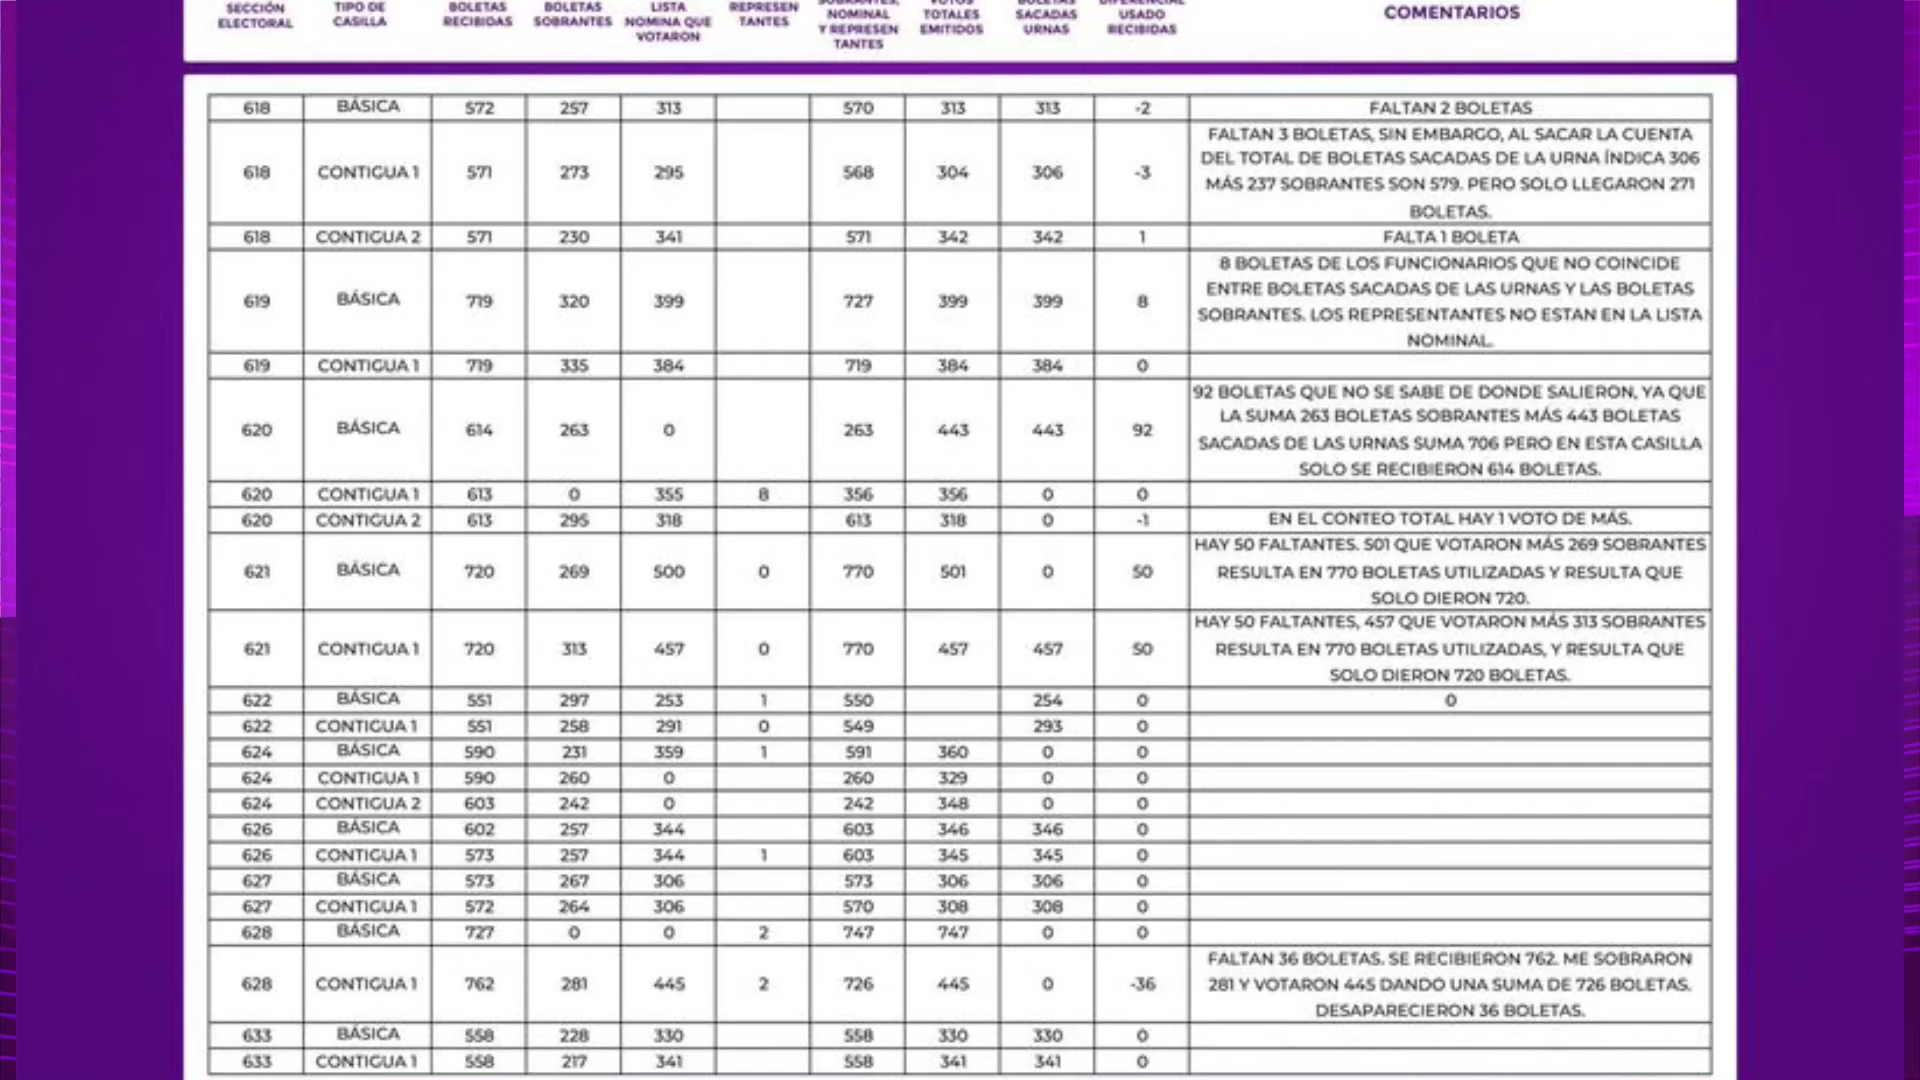 SECCIÓN ELECTORAL
TIPO DE CASILLA
BOLETAS RECIBIDAS
BOLETAS SOBRANTES
LISTA NOMINA QUE VOTARON
REPRESEN TANTES
SOBRANTES, NOMINAL Y REPRESEN TANTES
VOTOS TOTALES EMITIDOS
BOLETAS SACADAS URNAS
DIFERENCIAL USADO RECIBIDAS
COMENTARIOS
618 BÁSICA 572 257 313 570 313 313 -2 FALTAN 2 BOLETAS
618 CONTIGUA 1 571 273 295 568 304 306 -3 FALTAN 3 BOLETAS, SIN EMBARGO, AL SACAR LA CUENTA
DEL TOTAL DE BOLETAS SACADAS DE LA URNA ÍNDICA 306
MÁS 237 SOBRANTES SON 579. PERO SOLO LLEGARON 271
BOLETAS.
618 CONTIGUA 2 571 230 341 571 342 342 1 FALTA 1 BOLETA
619 BÁSICA 719 320 399 727 399 399 8 8 BOLETAS DE LOS FUNCIONARIOS QUE NO COINCIDE
ENTRE BOLETAS SACADAS DE LAS URNAS Y LAS BOLETAS
SOBRANTES. LOS REPRESENTANTES NO ESTAN EN LA LISTA
NOMINAL.
619 CONTIGUA 1 719 335 384 719 384 384 0
620 BÁSICA 614 263 0 263 443 443 92 92 BOLETAS QUE NO SE SABE DE DONDE SALIERON, YA QUE
LA SUMA 263 BOLETAS SOBRANTES MÁS 443 BOLETAS
SACADAS DE LAS URNAS SUMA 706 PERO EN ESTA CASILLA
SOLO SE RECIBIERON 614 BOLETAS.
620 CONTIGUA 1 613 0 355 8 356 356 0 0
620 CONTIGUA 2 613 295 318 613 318 0 -1 EN EL CONTEO TOTAL HAY 1 VOTO DE MÁS.
621 BÁSICA 720 269 500 0 770 501 0 50 HAY 50 FALTANTES. 501 QUE VOTARON MÁS 269 SOBRANTES
RESULTA EN 770 BOLETAS UTILIZADAS Y RESULTA QUE
SOLO DIERON 720.
621 CONTIGUA 1 720 313 457 0 770 457 457 50 HAY 50 FALTANTES, 457 QUE VOTARON MÁS 313 SOBRANTES
RESULTA EN 770 BOLETAS UTILIZADAS, Y RESULTA QUE
SOLO DIERON 720 BOLETAS.
622 BÁSICA 551 297 253 1 550 254 0 0
622 CONTIGUA 1 551 258 291 0 549 293 0
624 BÁSICA 590 231 359 1 591 360 0 0
624 CONTIGUA 1 590 260 0 260 329 0 0
624 CONTIGUA 2 603 242 0 242 348 0 0
626 BÁSICA 602 257 344 603 346 346 0
626 CONTIGUA 1 573 257 344 1 603 345 345 0
627 BÁSICA 573 267 306 573 306 306 0
627 CONTIGUA 1 572 264 306 570 308 308 0
628 BÁSICA 727 0 0 2 747 747 0 0
628 CONTIGUA 1 762 281 445 2 726 445 0 -36 FALTAN 36 BOLETAS. SE RECIBIERON 762. ME SOBRARON
281 Y VOTARON 445 DANDO UNA SUMA DE 726 BOLETAS.
DESAPARECIERON 36 BOLETAS.
633 BÁSICA 558 228 330 558 330 330 0
633 CONTIGUA 1 558 217 341 558 341 341 0